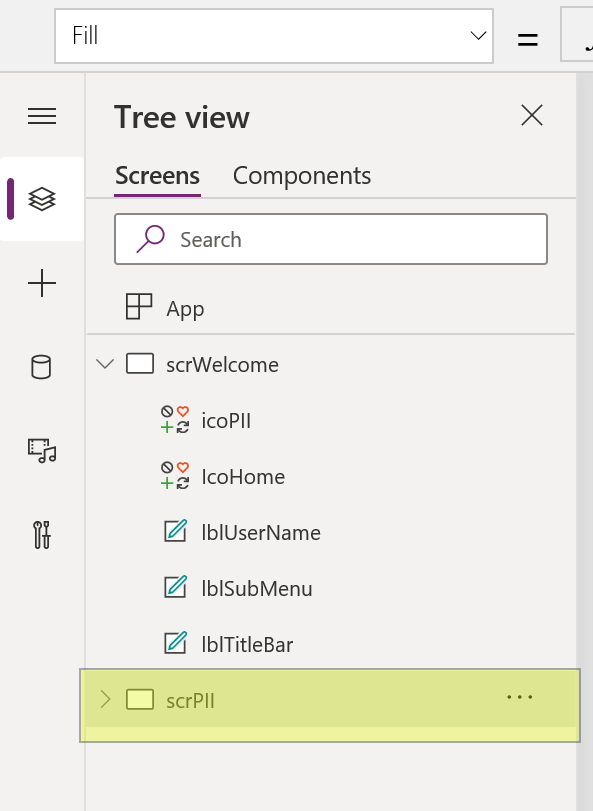 Fill
=
Tree view
Screens Components
Search
App
scrWelcome
icoPII
IcoHome
lblUserName
lblSubMenu
lblTitleBar
scrPII